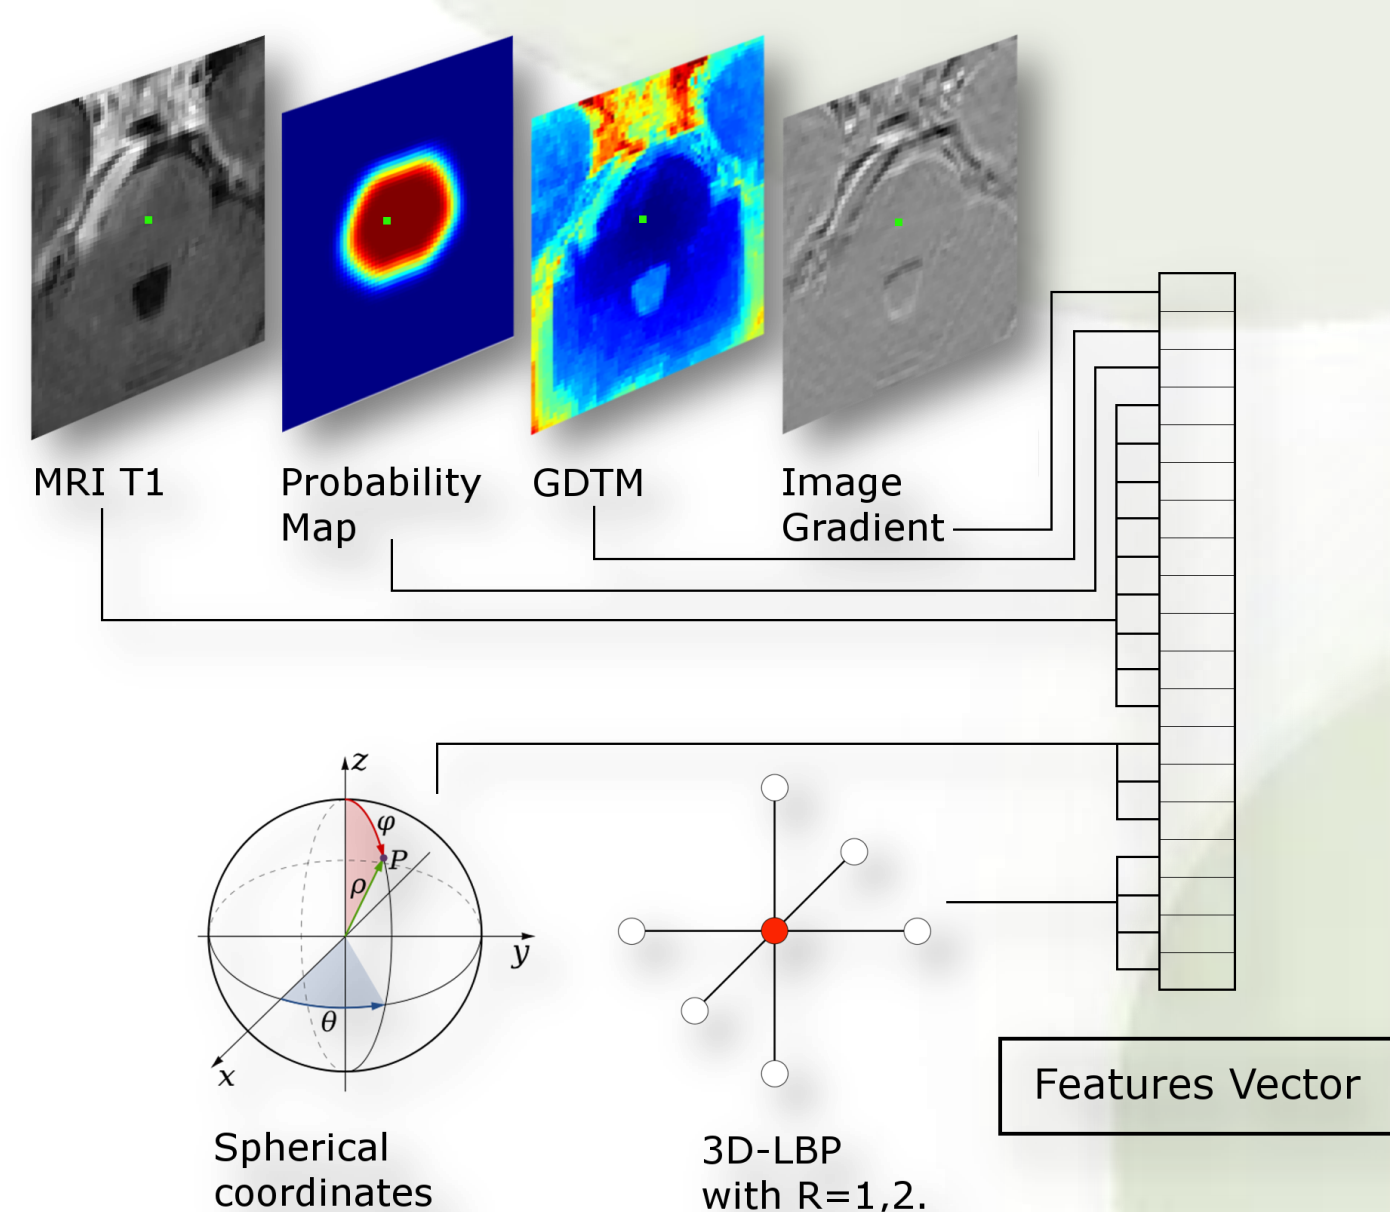 MRI T1
Probability
Map
GDTM
Image
Gradient
z
φ
P
ρ
y
θ
x
Spherical
coordinates
3D-LBP
with R=1,2.
Features Vector